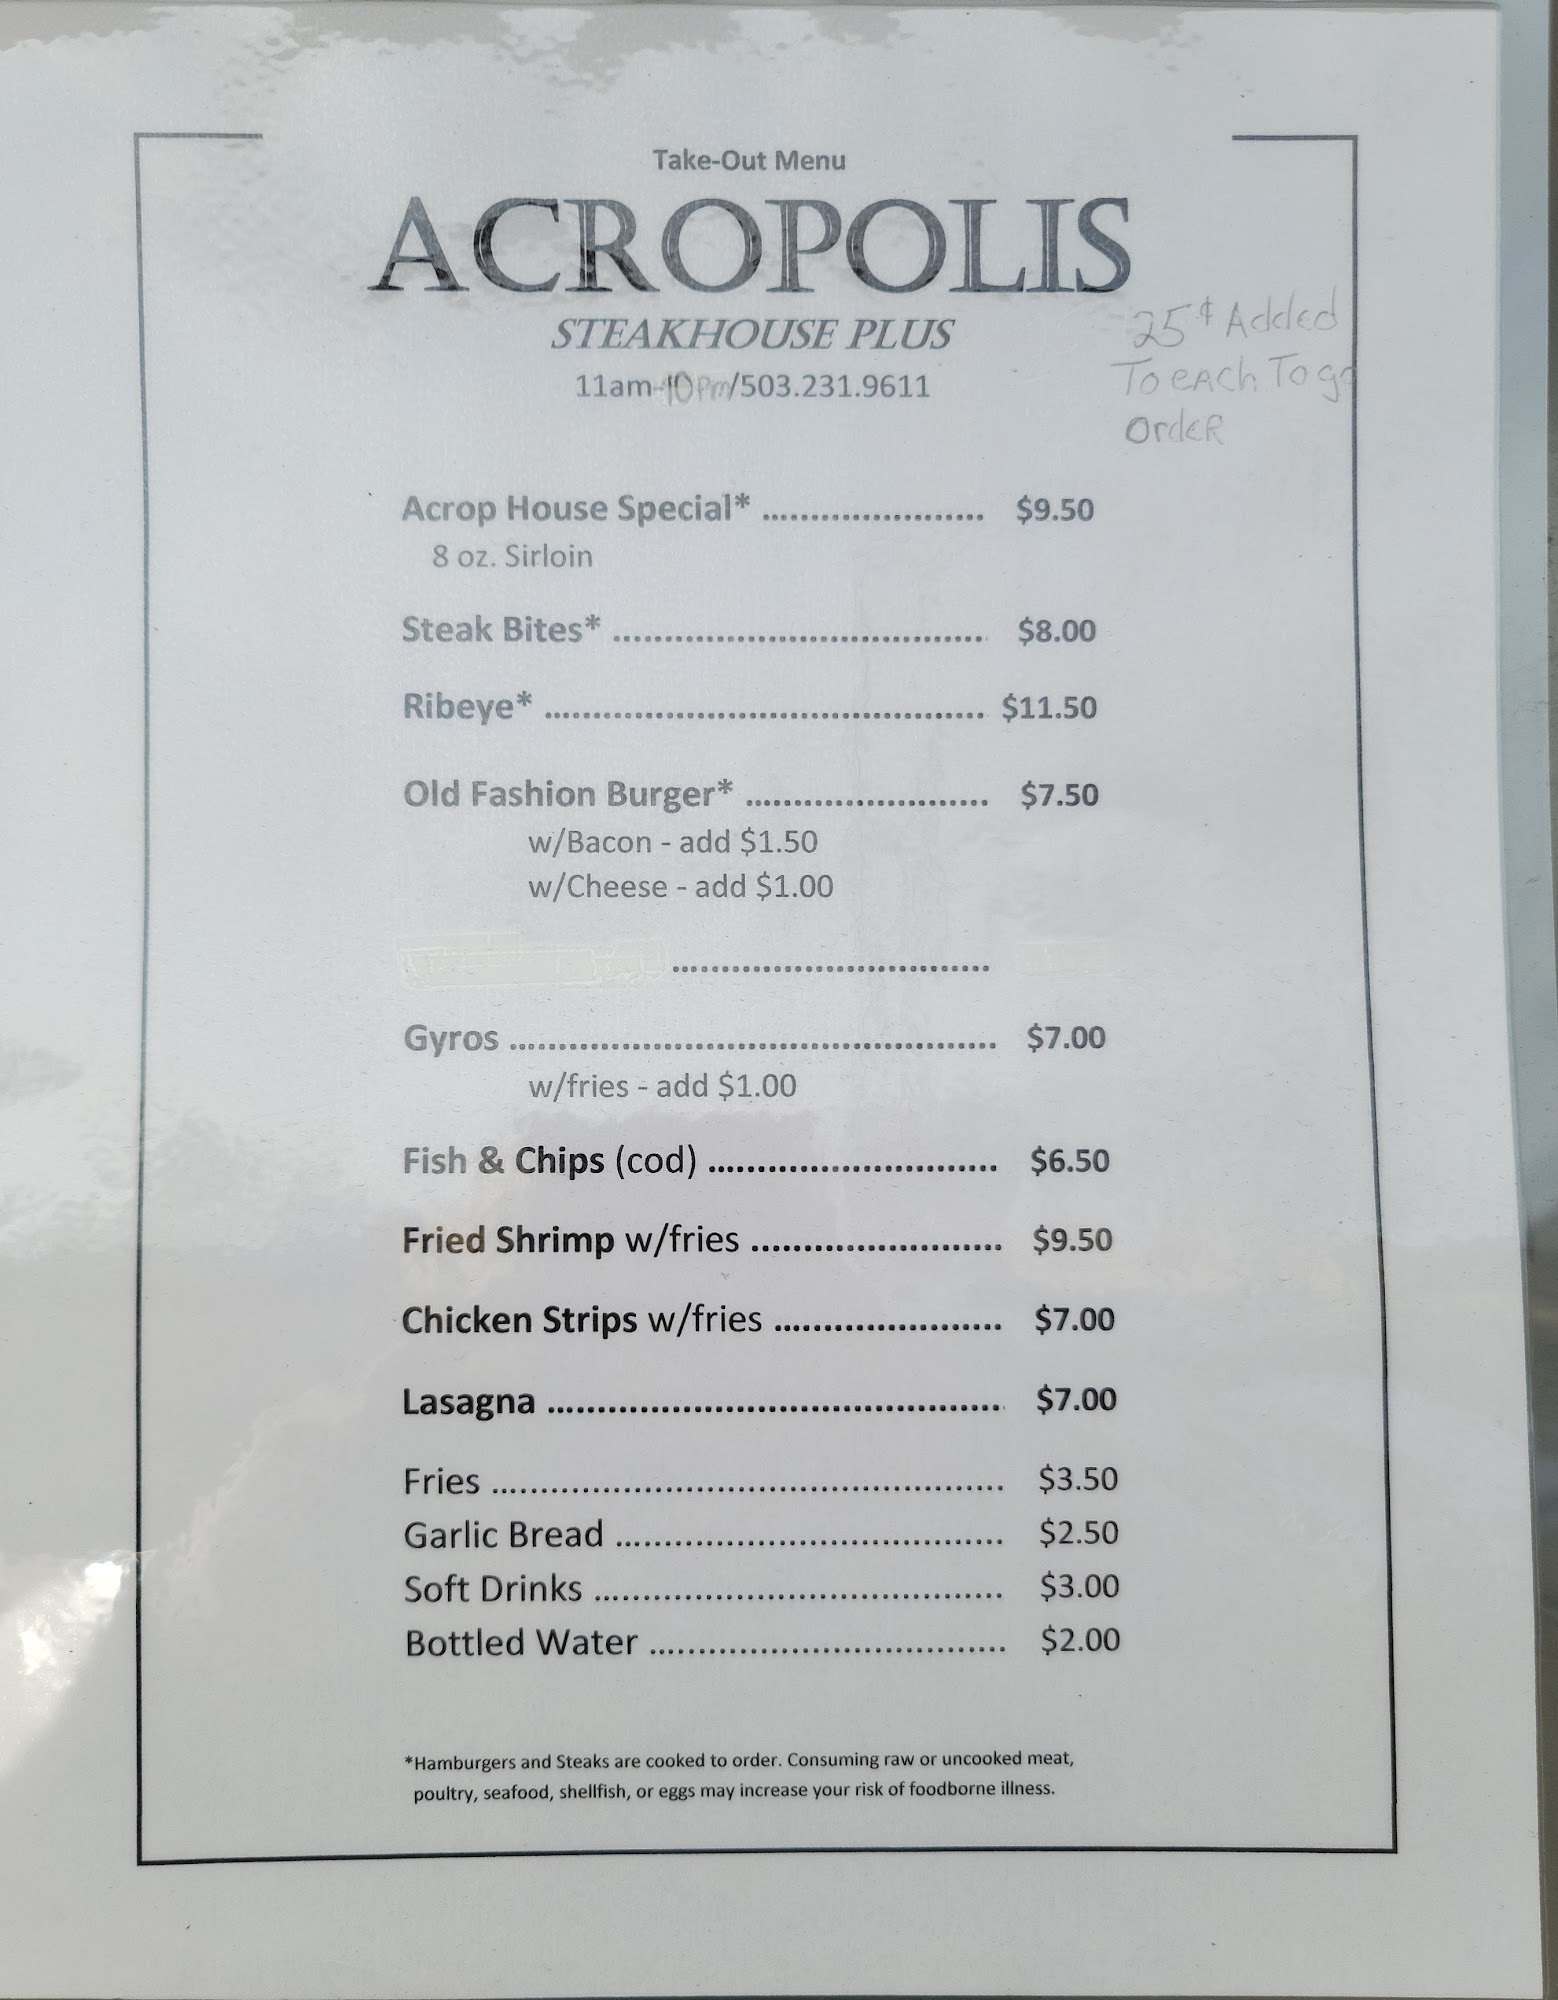 Take-Out Menu
ACROPOLIS
STEAKHOUSE PLUS
11am-10Pm/503.231.9611
25¢ Added
To each To go
Order
Acrop House Special* ....................... $9.50
8 oz. Sirloin
Steak Bites* ....................................... $8.00
Ribeye* .............................................. $11.50
Old Fashion Burger* ......................... $7.50
w/Bacon - add $1.50
w/Cheese - add $1.00
.................................
Gyros .................................................. $7.00
w/fries - add $1.00
Fish & Chips (cod) .............................. $6.50
Fried Shrimp w/fries .......................... $9.50
Chicken Strips w/fries ....................... $7.00
Lasagna ............................................... $7.00
Fries ..................................................... $3.50
Garlic Bread ........................................ $2.50
Soft Drinks .......................................... $3.00
Bottled Water ..................................... $2.00
*Hamburgers and Steaks are cooked to order. Consuming raw or uncooked meat,
poultry, seafood, shellfish, or eggs may increase your risk of foodborne illness.